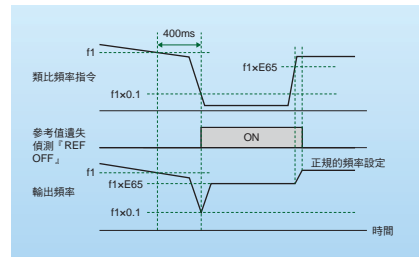 400ms
f1
類比頻率指令
f1×E65
f1×0.1
參考值遺失
偵測『REF
OFF』
ON
正規的頻率設定
f1
f1×E65
輸出頻率
f1×0.1
時間